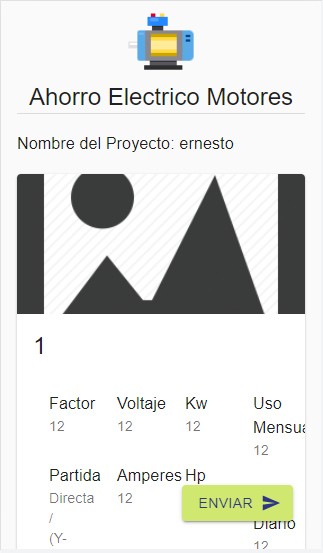 Ahorro Electrico Motores
Nombre del Proyecto: ernesto
1
Factor Voltaje Kw Uso
Mensua
12 12 12
12
Partida Amperes Hp
Directa 12
/
(Y-
ENVIAR
Diario
12